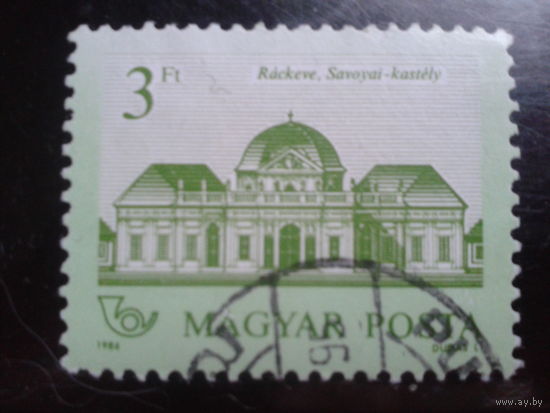 3 Ft
Ráckeve, Savoyai-kastély
MAGYAR POSTA
1986
www.ay.by